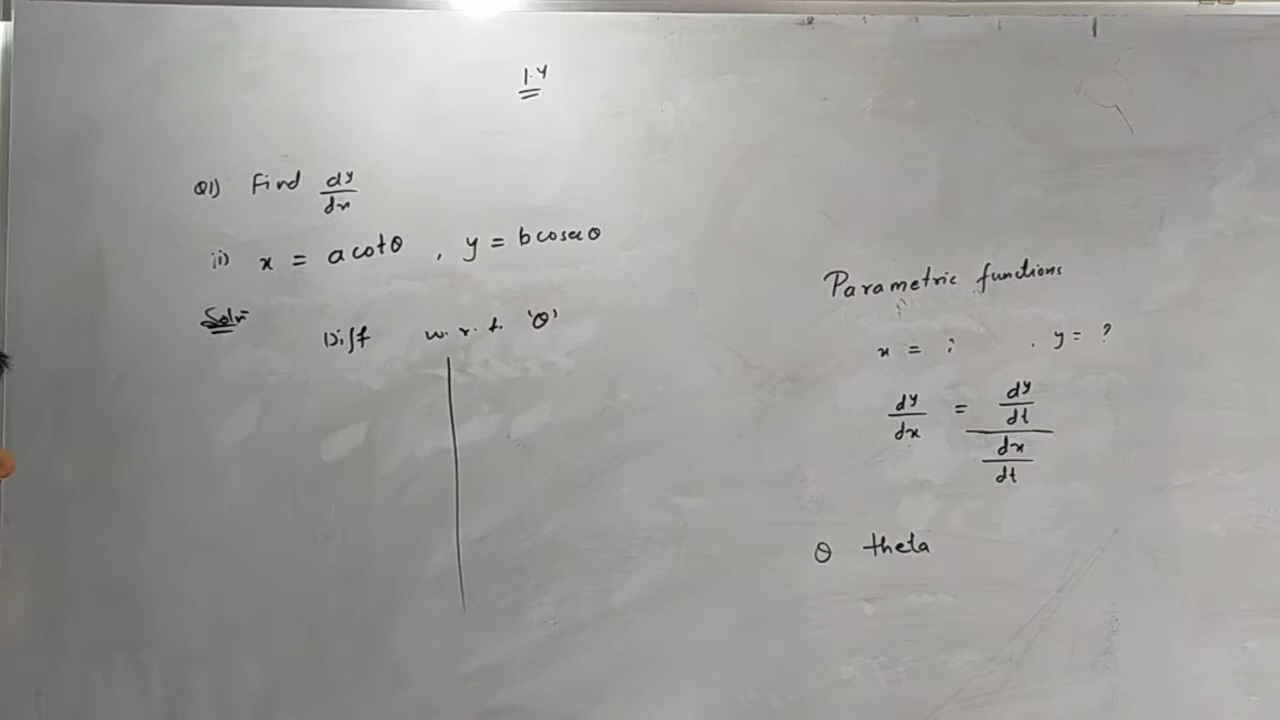 1.4
Q1) Find dy/dx
ii) x = a cotθ , y = b cosecθ
Soln
Diff w. r. t. 'θ'
Parametric functions
x = ? , y = ?
dy/dx = (dy/dt)/(dx/dt)
θ theta